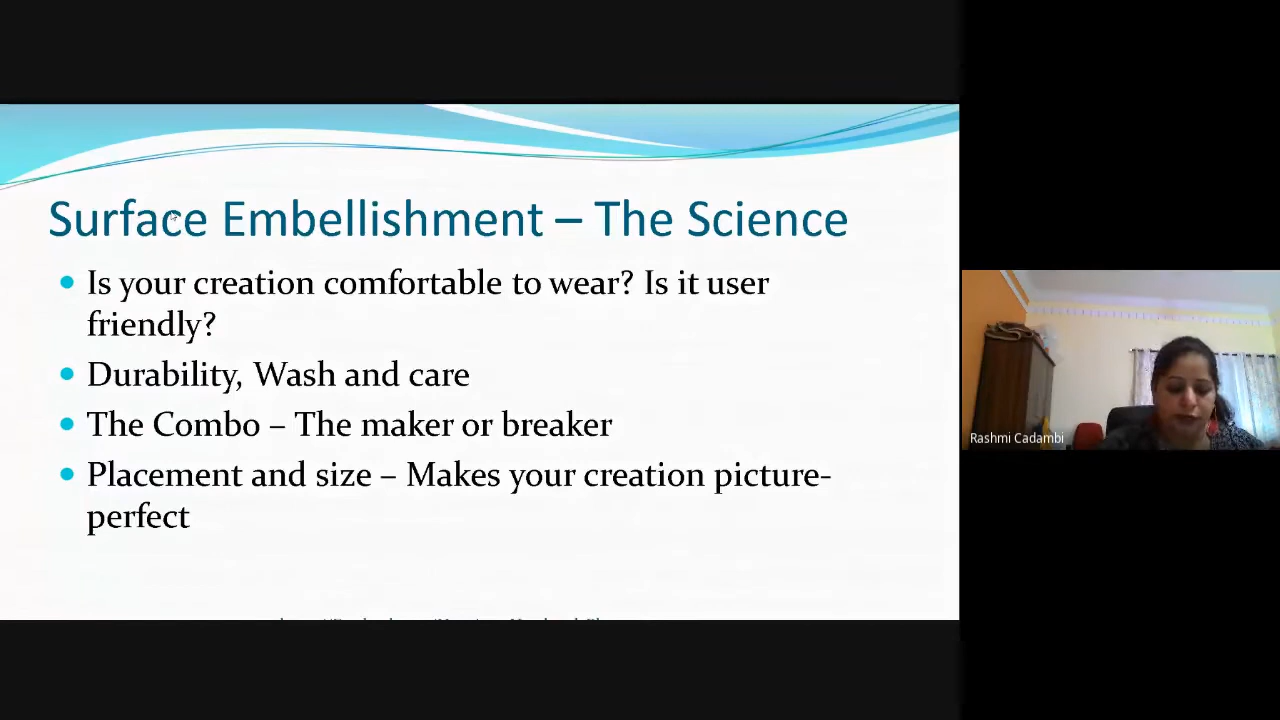 Surface Embellishment – The Science
Is your creation comfortable to wear? Is it user
friendly?
Durability, Wash and care
The Combo – The maker or breaker
Placement and size – Makes your creation picture-
perfect
Rashmi Cadambi